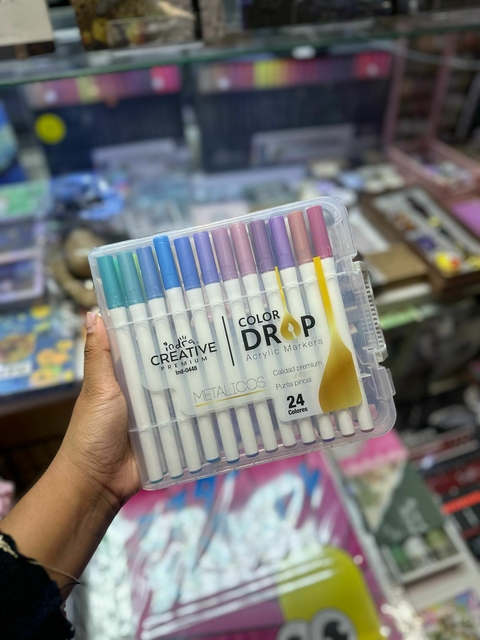 indra
CREATIVE
PREMIUM
Ind-0448
COLOR
DROP
Acrylic Markers
METALICOS
Calidad premium
Punta pincel
24
Colores